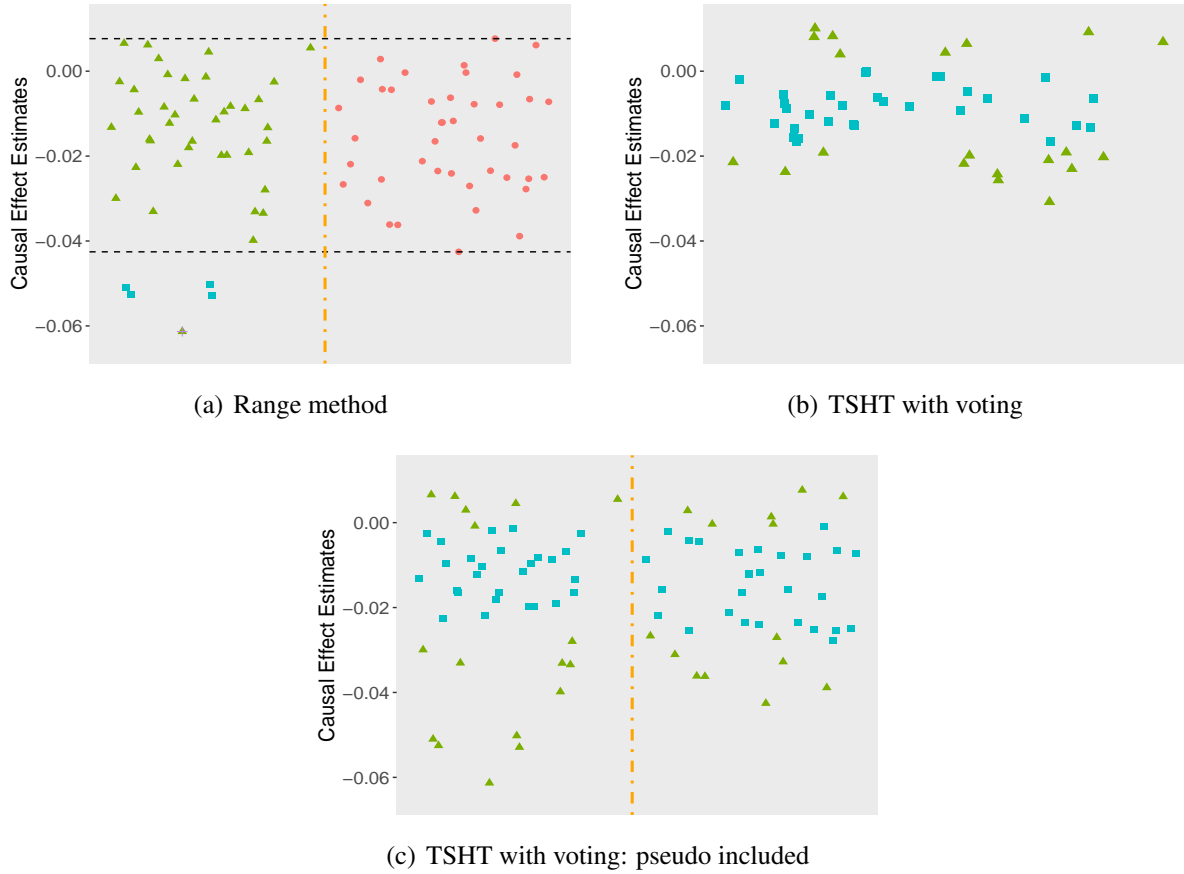 Causal Effect Estimates
0.00
−0.02
−0.04
−0.06
(a) Range method
Causal Effect Estimates
0.00
−0.02
−0.04
−0.06
(b) TSHT with voting
Causal Effect Estimates
0.00
−0.02
−0.04
−0.06
(c) TSHT with voting: pseudo included